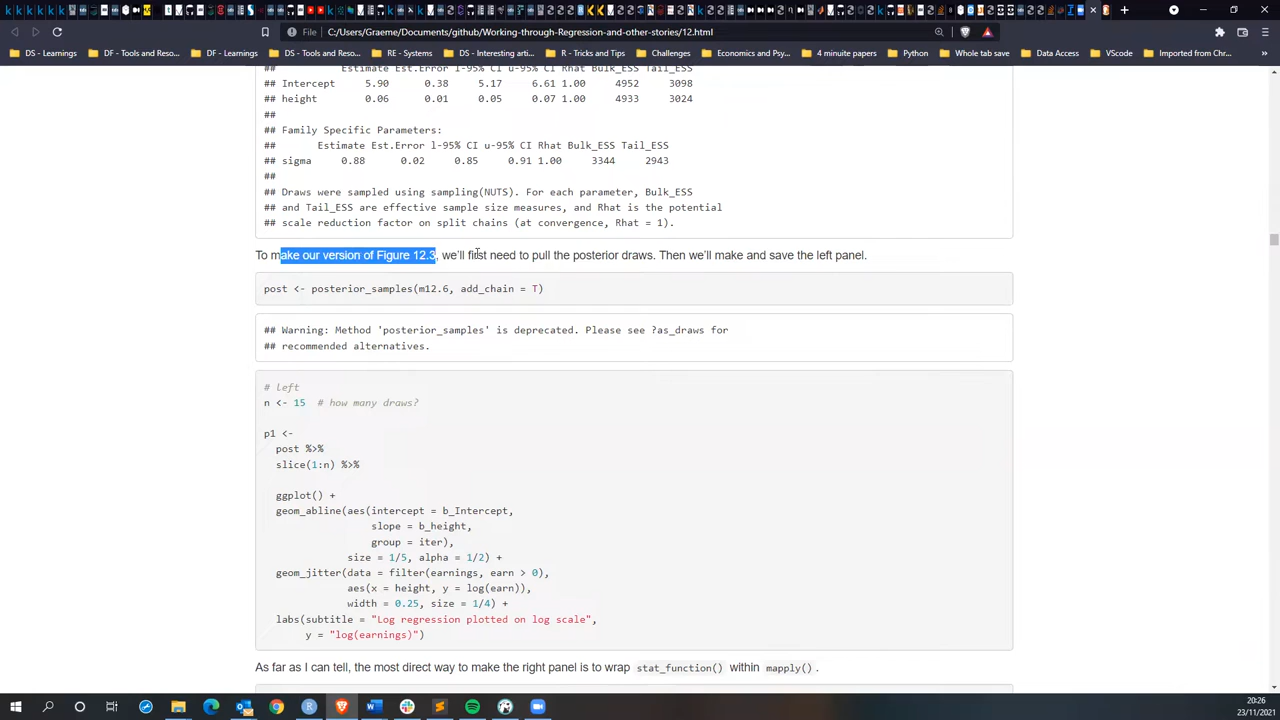 File
C:/Users/Graeme/Documents/github/Working-through-Regression-and-other-stories/12.html
DS - Learnings
DF - Tools and Reso...
DF - Learnings
DS - Tools and Reso...
RE - Systems
DS - Interesting arti...
R - Tricks and Tips
Challenges
Economics and Psy...
4 minute papers
Python
Whole tab save
Data Access
VScode
Imported from Chr...
## Estimate Est.Error l-95% CI u-95% CI Rhat Bulk_ESS Tail_ESS
## Intercept 5.90 0.38 5.17 6.61 1.00 4952 3098
## height 0.06 0.01 0.05 0.07 1.00 4933 3024
##
## Family Specific Parameters:
## Estimate Est.Error l-95% CI u-95% CI Rhat Bulk_ESS Tail_ESS
## sigma 0.88 0.02 0.85 0.91 1.00 3344 2943
##
## Draws were sampled using sampling(NUTS). For each parameter, Bulk_ESS
## and Tail_ESS are effective sample size measures, and Rhat is the potential
## scale reduction factor on split chains (at convergence, Rhat = 1).
To make our version of Figure 12.3, we'll first need to pull the posterior draws. Then we'll make and save the left panel.
post <- posterior_samples(m12.6, add_chain = T)
## Warning: Method 'posterior_samples' is deprecated. Please see ?as_draws for
## recommended alternatives.
# left
n <- 15  # how many draws?
p1 <-
post %>%
slice(1:n) %>%
ggplot() +
geom_abline(aes(intercept = b_Intercept,
slope = b_height,
group = iter),
size = 1/5, alpha = 1/2) +
geom_jitter(data = filter(earnings, earn > 0),
aes(x = height, y = log(earn)),
width = 0.25, size = 1/4) +
labs(subtitle = "Log regression plotted on log scale",
y = "log(earnings)")
As far as I can tell, the most direct way to make the right panel is to wrap stat_function() within mapply().
20:26
23/11/2021